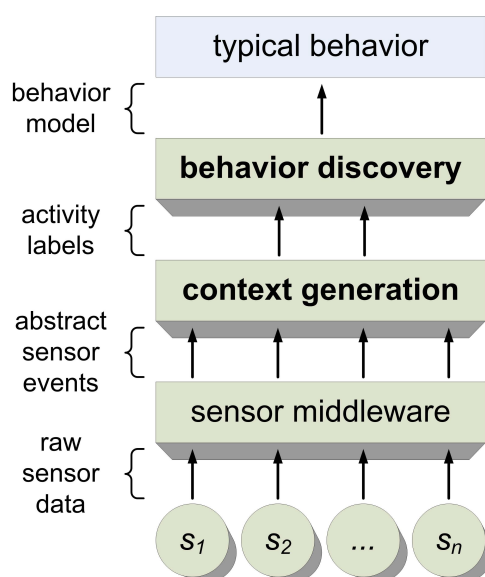 typical behavior
behavior
model
behavior discovery
activity
labels
context generation
abstract
sensor
events
sensor middleware
raw
sensor
data
s1 s2 ... sn